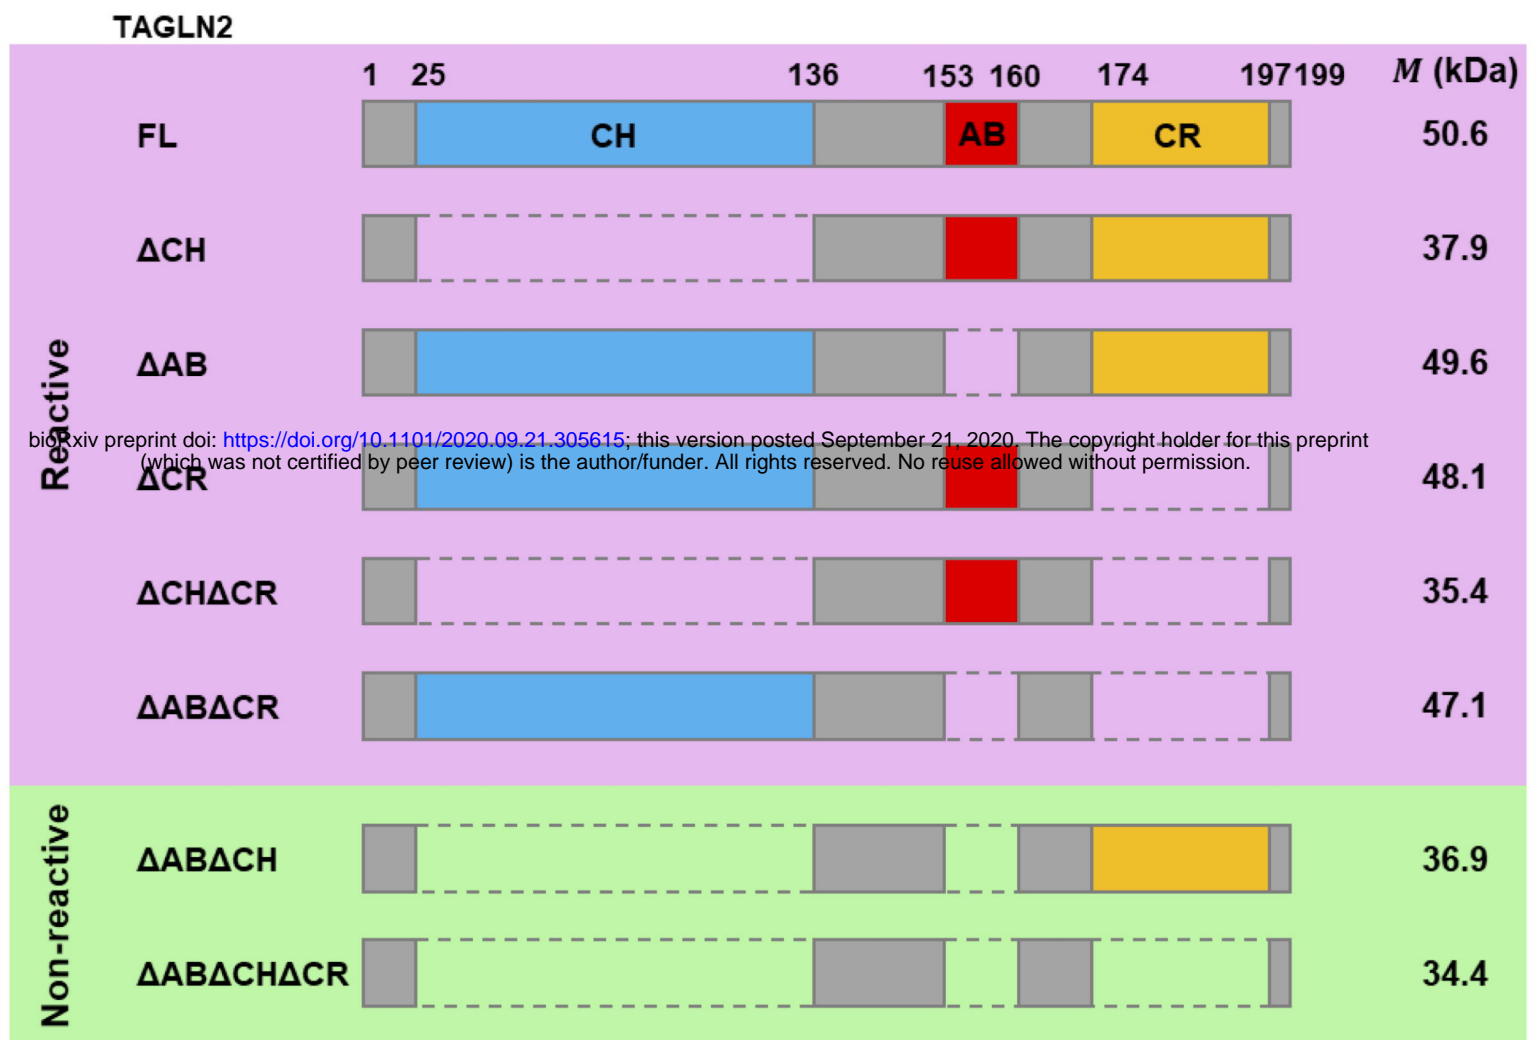 TAGLN2
1 25 136 153 160 174 197 199 M (kDa)
FL CH AB CR 50.6
ΔCH 37.9
ΔAB 49.6
Reactive
bioRxiv preprint doi: https://doi.org/10.1101/2020.09.21.305615; this version posted September 21, 2020. The copyright holder for this preprint
(which was not certified by peer review) is the author/funder. All rights reserved. No reuse allowed without permission.
ΔCR 48.1
ΔCHΔCR 35.4
ΔABΔCR 47.1
Non-reactive
ΔABΔCH 36.9
ΔABΔCHΔCR 34.4